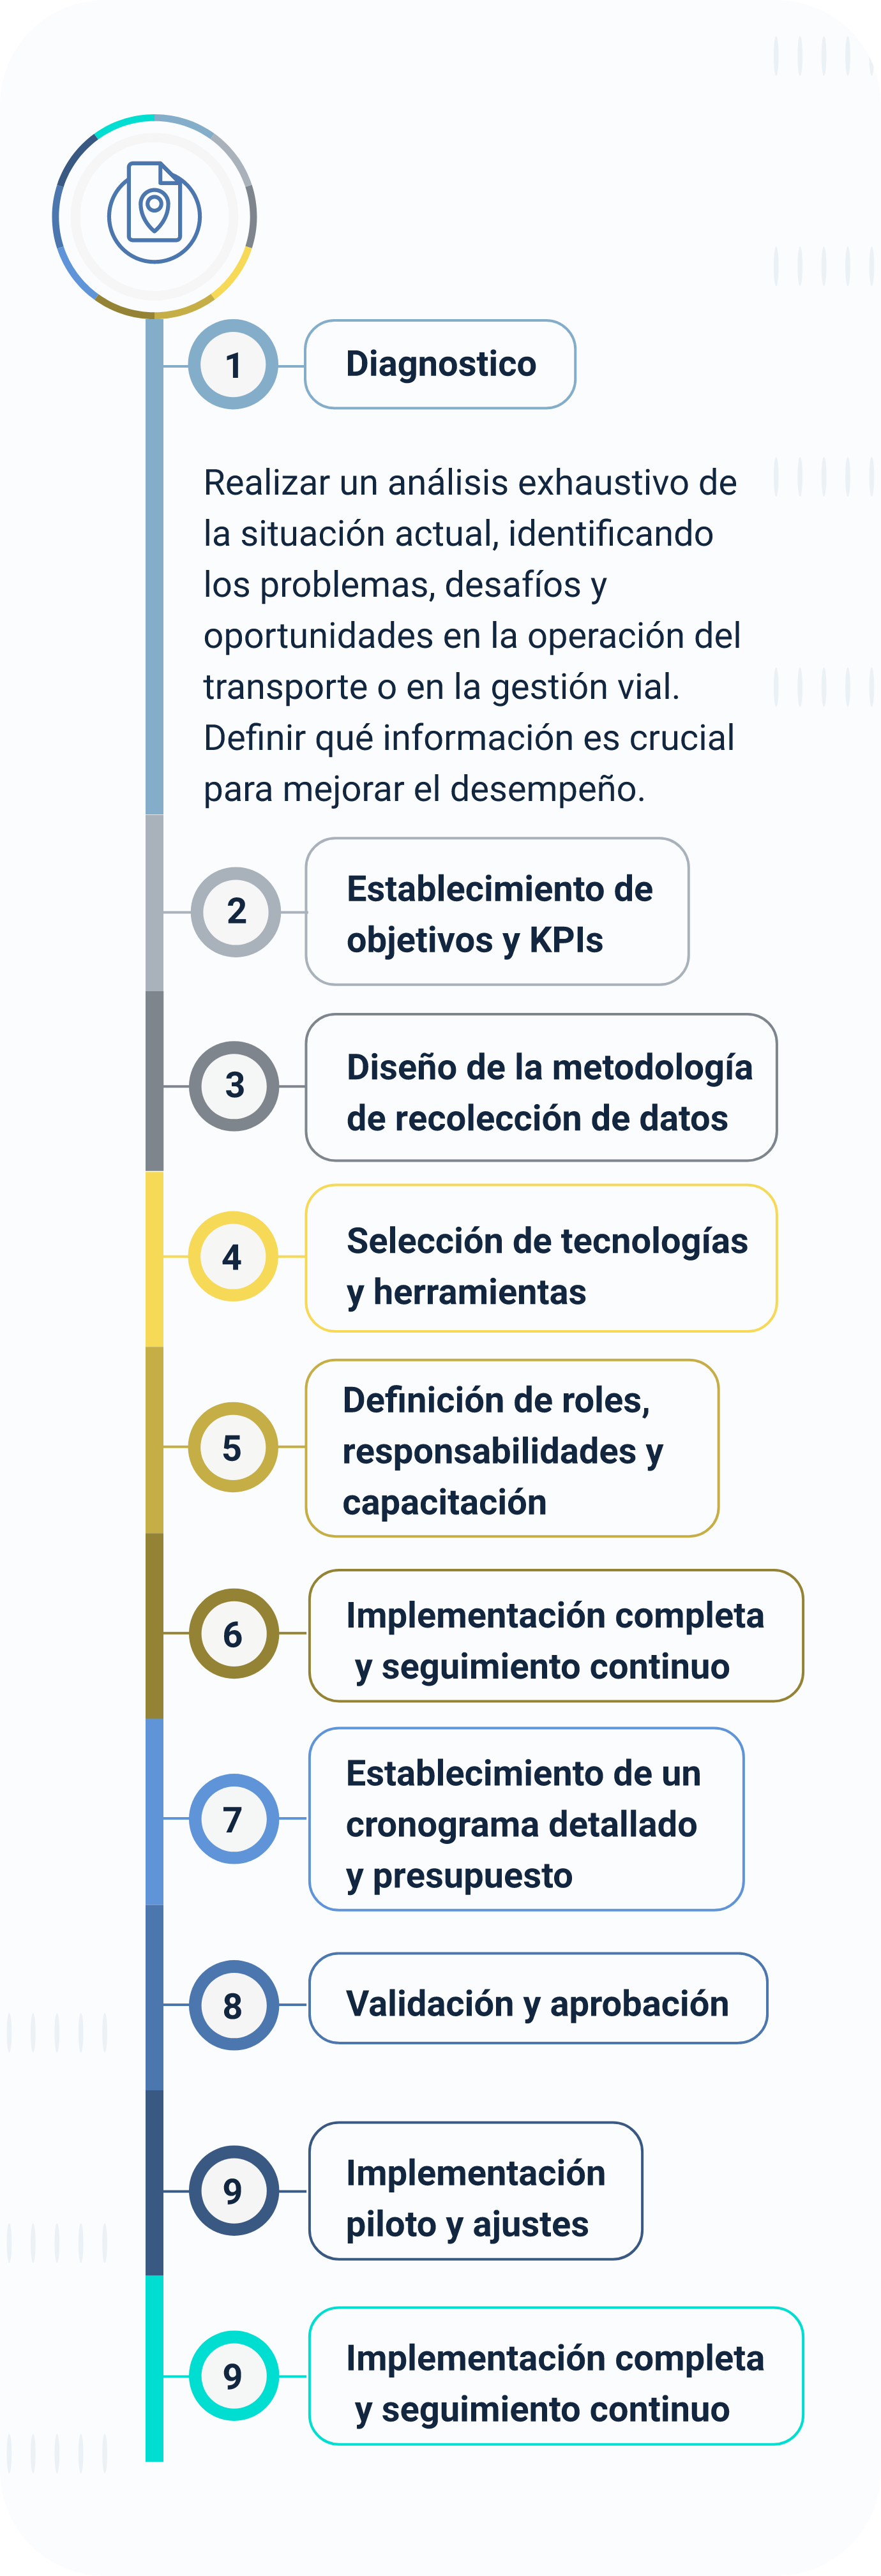 1
Diagnostico
Realizar un análisis exhaustivo de
la situación actual, identificando
los problemas, desafíos y
oportunidades en la operación del
transporte o en la gestión vial.
Definir qué información es crucial
para mejorar el desempeño.
2
Establecimiento de
objetivos y KPIs
3
Diseño de la metodología
de recolección de datos
4
Selección de tecnologías
y herramientas
5
Definición de roles,
responsabilidades y
capacitación
6
Implementación completa
y seguimiento continuo
7
Establecimiento de un
cronograma detallado
y presupuesto
8
Validación y aprobación
9
Implementación
piloto y ajustes
9
Implementación completa
y seguimiento continuo